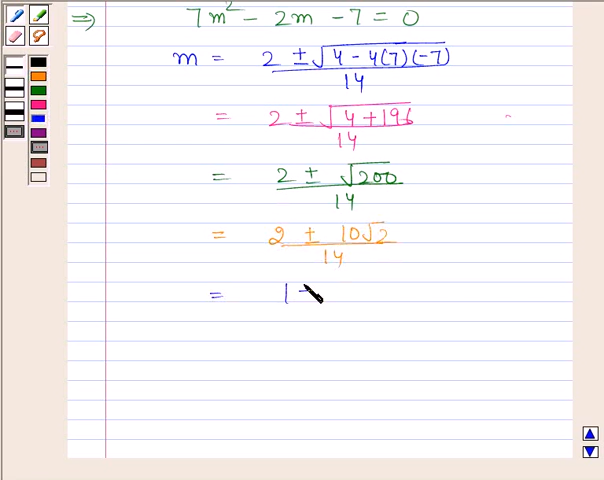 ⇒ 7m² - 2m - 7 = 0
m = 2 ± √(4 - 4(7)(-7)) / 14
= 2 ± √(4 + 196) / 14
= 2 ± √200 / 14
= 2 ± 10√2 / 14
= 1